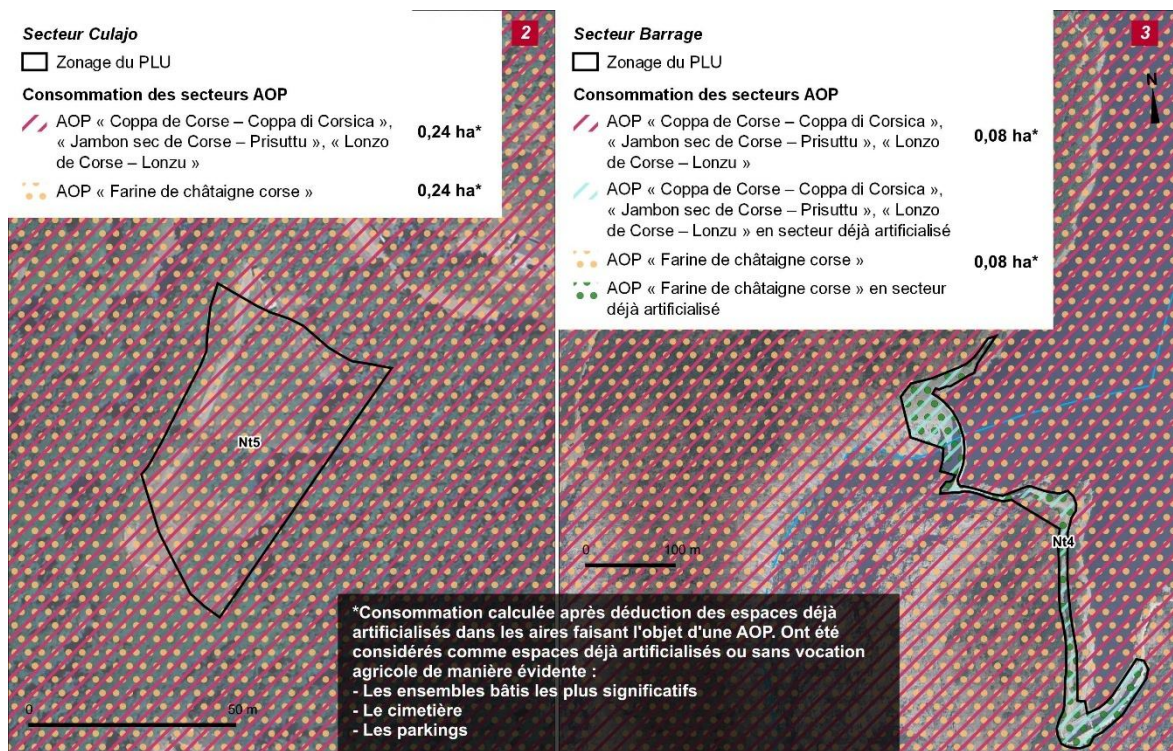 Secteur Culajo
2
Zonage du PLU
Consommation des secteurs AOP
AOP « Coppa de Corse – Coppa di Corsica »,
« Jambon sec de Corse – Prisuttu », « Lonzo
de Corse – Lonzu »
0,24 ha*
AOP « Farine de châtaigne corse »
0,24 ha*
Nt5
0 50 m
Secteur Barrage
3
Zonage du PLU
N
Consommation des secteurs AOP
AOP « Coppa de Corse – Coppa di Corsica »,
« Jambon sec de Corse – Prisuttu », « Lonzo
de Corse – Lonzu »
0,08 ha*
AOP « Coppa de Corse – Coppa di Corsica »,
« Jambon sec de Corse – Prisuttu », « Lonzo
de Corse – Lonzu » en secteur déjà artificialisé
AOP « Farine de châtaigne corse »
0,08 ha*
AOP « Farine de châtaigne corse » en secteur
déjà artificialisé
0 100 m
Nt4
*Consommation calculée après déduction des espaces déjà
artificialisés dans les aires faisant l'objet d'une AOP. Ont été
considérés comme espaces déjà artificialisés ou sans vocation
agricole de manière évidente :
- Les ensembles bâtis les plus significatifs
- Le cimetière
- Les parkings